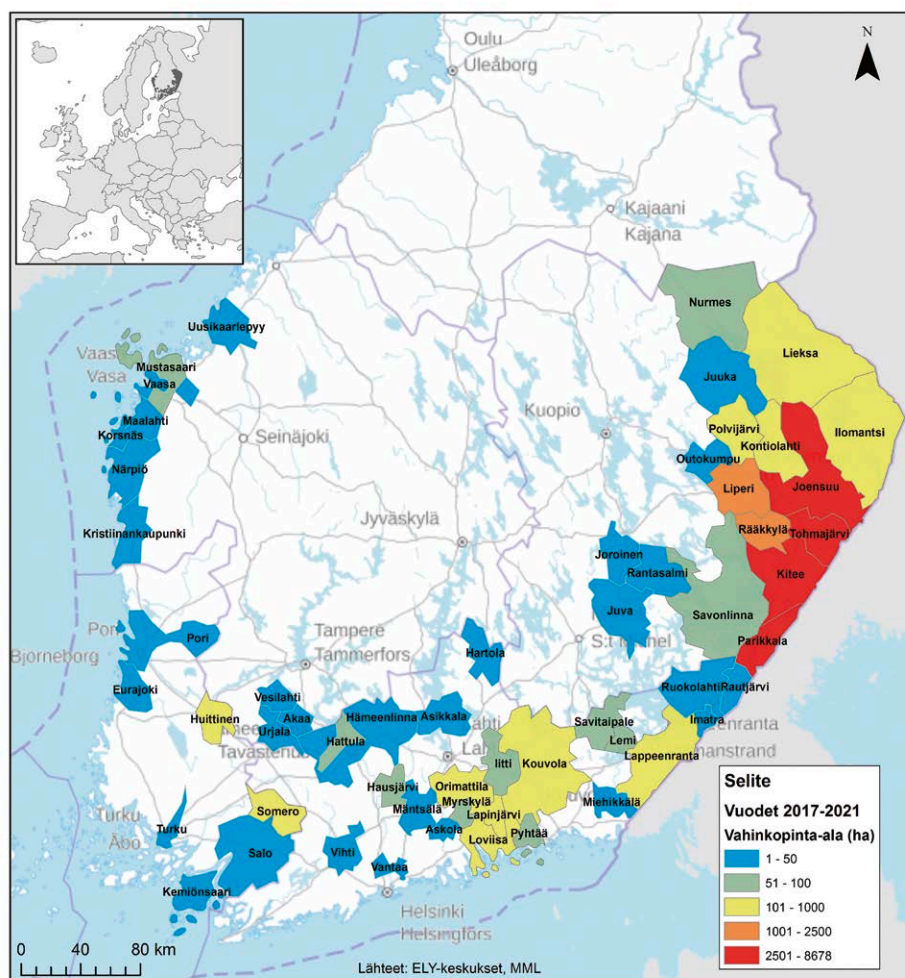 Oulu
Uleåborg
N
Kajaani
Kajana
Nurmes
Uusikaarlepyy
Lieksa
Vaasa
Vasa
Mustasaari
Vaasa
Juuka
Maalahti
Kuopio
Polvijärvi
Ilomantsi
Korsnäs
Seinäjoki
Kontiolahti
Outokumpu
Närpiö
Liperi
Joensuu
Kristiinankaupunki
Jyväskylä
Rääkkylä
Tohmajärvi
Joroinen
Rantasalmi
Kitee
Juva
Savonlinna
Pori
Tampere
Tammerfors
S:t Michel
Parikkala
Björneborg
Hartola
Eurajoki
Vesilahti
Ruokolahti
Rautjärvi
Huittinen
Akaa
Hämeenlinna
Asikkala
Savitaipale
Imatra
Urjala
Hattula
Lemi
Lappeenranta
Iitti
Kouvola
Hausjärvi
Orimattila
Myrskylä
Miehikkälä
Somero
Mäntsälä
Lapinjärvi
Turku
Åbo
Turku
Askola
Pyhtää
Loviisa
Salo
Vihti
Vantaa
Kemiönsaari
Helsinki
Helsingfors
Selite
Vuodet 2017-2021
Vahinkopinta-ala (ha)
1 - 50
51 - 100
101 - 1000
1001 - 2500
2501 - 8678
0 40 80 km
Lähteet: ELY-keskukset, MML